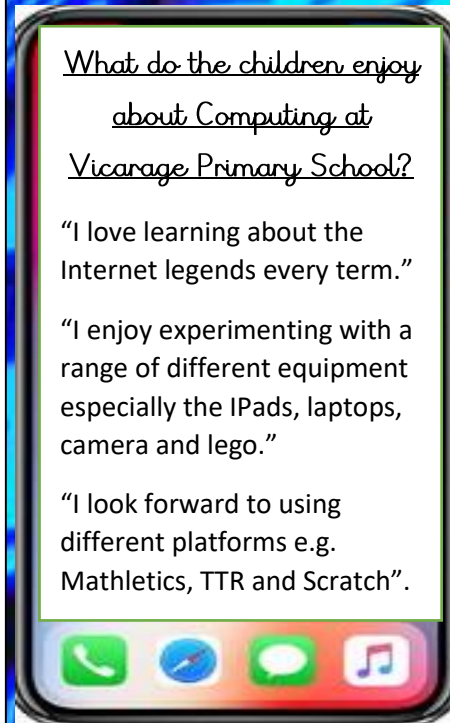 What do the children enjoy
about Computing at
Vicarage Primary School?
“I love learning about the
Internet legends every term.”
“I enjoy experimenting with a
range of different equipment
especially the IPads, laptops,
camera and lego.”
“I look forward to using
different platforms e.g.
Mathletics, TTR and Scratch”.